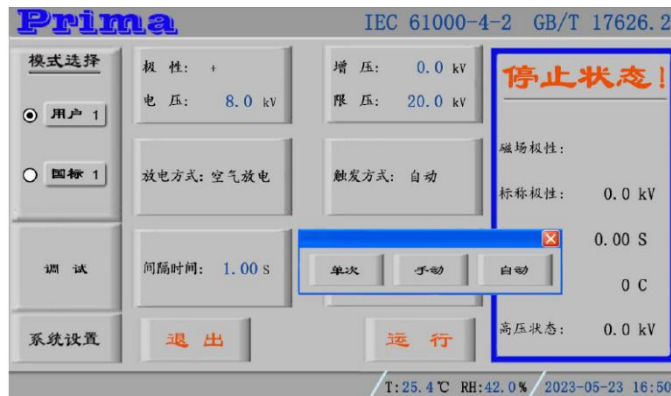 Prima
IEC 61000-4-2 GB/T 17626.2
模式选择
用户 1
国标 1
调 试
系统设置
极 性: +
电 压: 8.0 kV
增 压: 0.0 kV
限 压: 20.0 kV
放电方式: 空气放电
触发方式: 自动
间隔时间: 1.00 S
单次
手动
自动
退 出
运 行
停止状态!
磁场极性:
标称极性: 0.0 kV
0.00 S
0 C
高压状态: 0.0 kV
T:25.4℃ RH:42.0% 2023-05-23 16:50